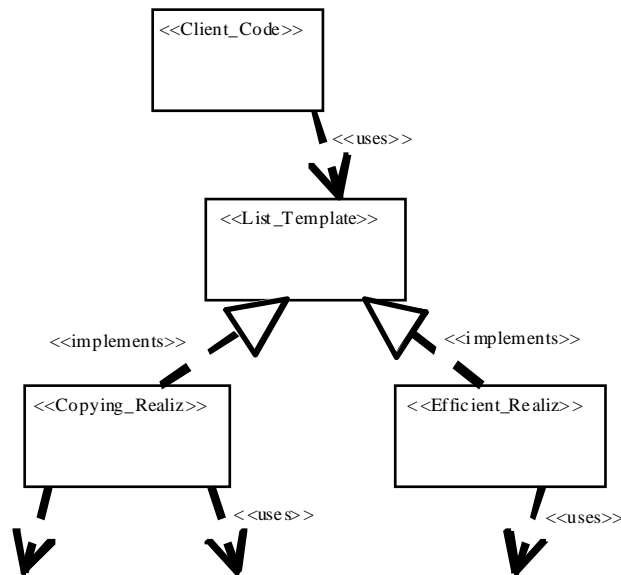 <<Client_Code>>
<<uses>>
<<List_Template>>
<<implements>>
<<implements>>
<<Copying_Realiz>>
<<Efficient_Realiz>>
<<uses>>
<<uses>>